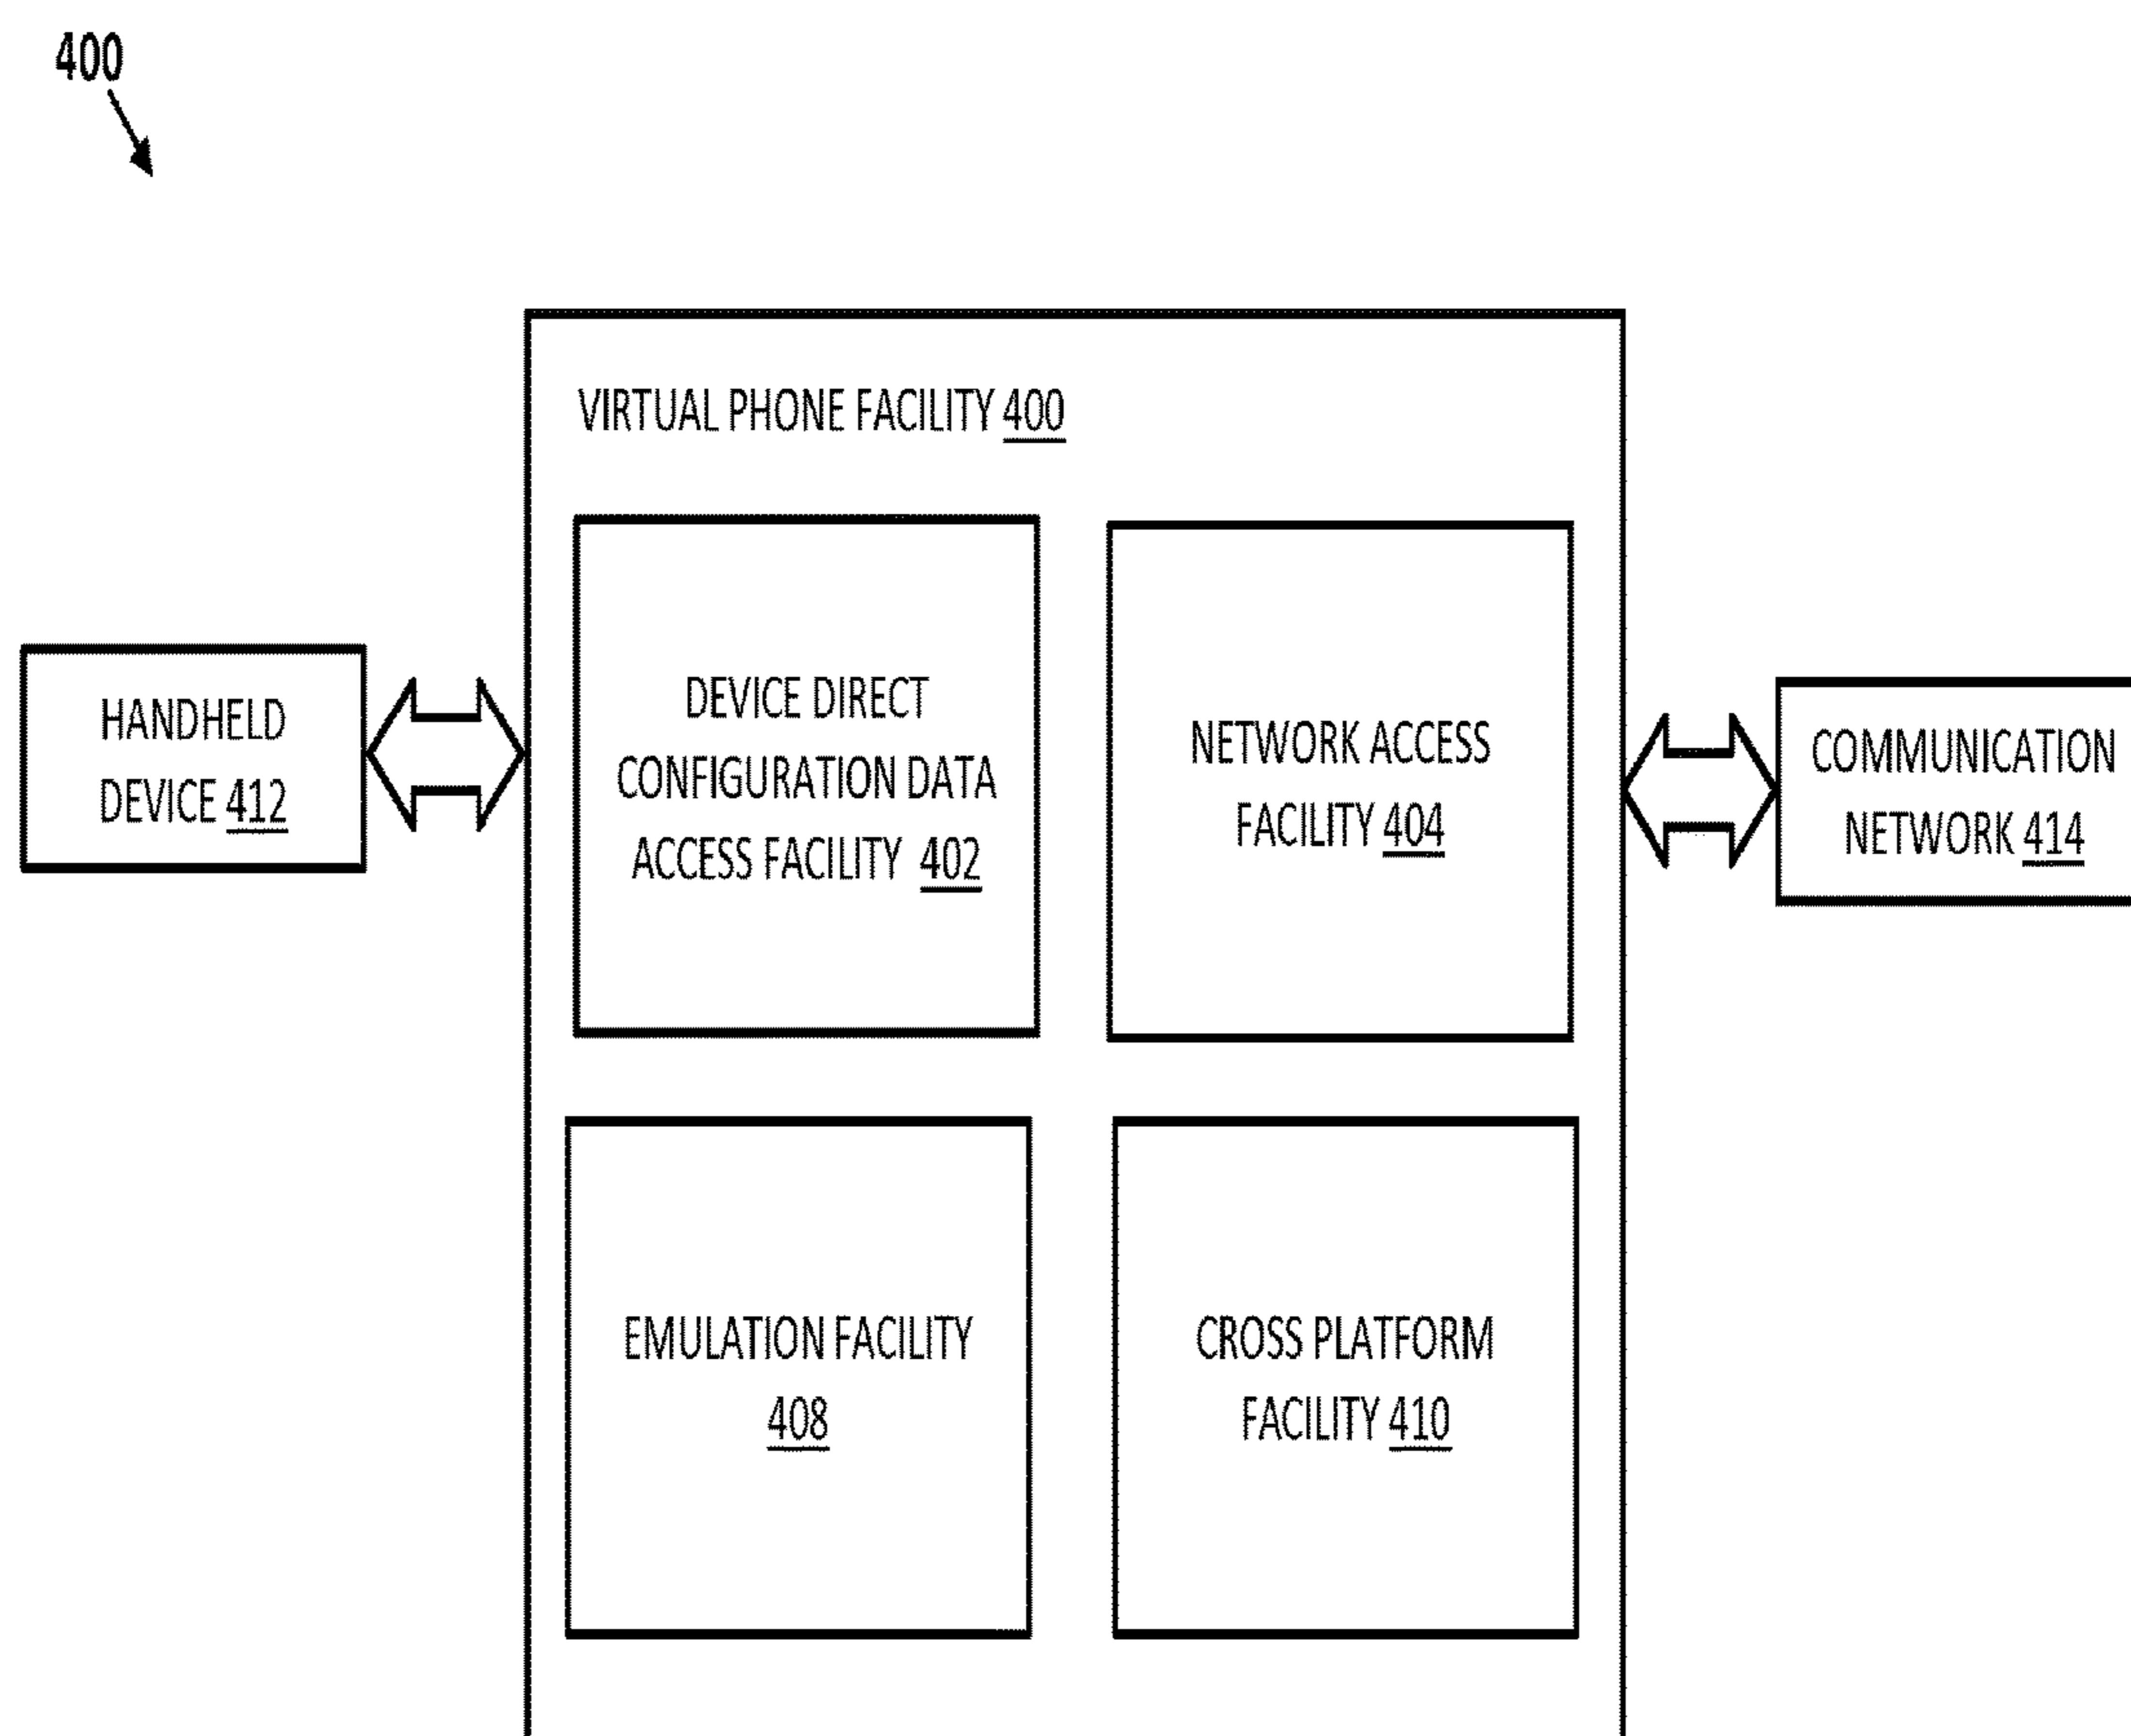 400
VIRTUAL PHONE FACILITY 400
HANDHELD
DEVICE 412
DEVICE DIRECT
CONFIGURATION DATA
ACCESS FACILITY 402
NETWORK ACCESS
FACILITY 404
COMMUNICATION
NETWORK 414
EMULATION FACILITY
408
CROSS PLATFORM
FACILITY 410